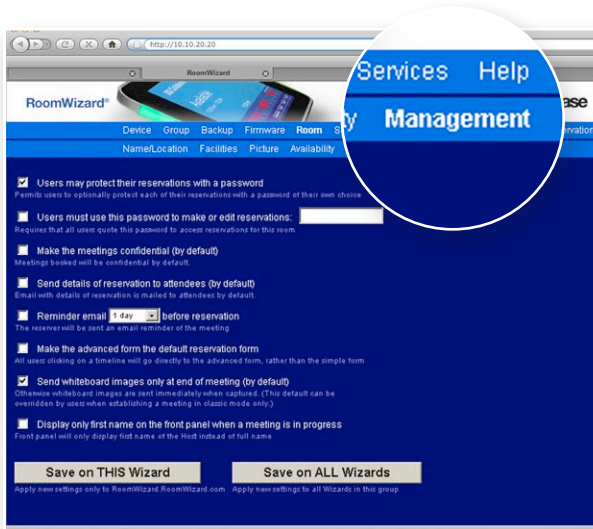 http://10.10.20.20
RoomWizard
RoomWizard®
Services Help
Management
Device Group Backup Firmware Room
Name/Location Facilities Picture Availability
Users may protect their reservations with a password
Permits users to optionally protect each of their reservations with a password of their own choice
Users must use this password to make or edit reservations:
Requires that all users quote this password to access reservations for this room
Make the meetings confidential (by default)
Meetings booked will be confidential by default.
Send details of reservation to attendees (by default)
Email with details of reservation is mailed to attendees by default.
Reminder email 1 day before reservation
The reserver will be sent an email reminder of the meeting
Make the advanced form the default reservation form
All users clicking on a timeline will go directly to the advanced form, rather than the simple form
Send whiteboard images only at end of meeting (by default)
Otherwise whiteboard images are sent immediately when captured. (This default can be
overridden by users when establishing a meeting in classic mode only.)
Display only first name on the front panel when a meeting is in progress
Front panel will only display first name of the Host instead of full name
Save on THIS Wizard Save on ALL Wizards
Apply new settings only to RoomWizard.RoomWizard.com Apply new settings to all Wizards in this group